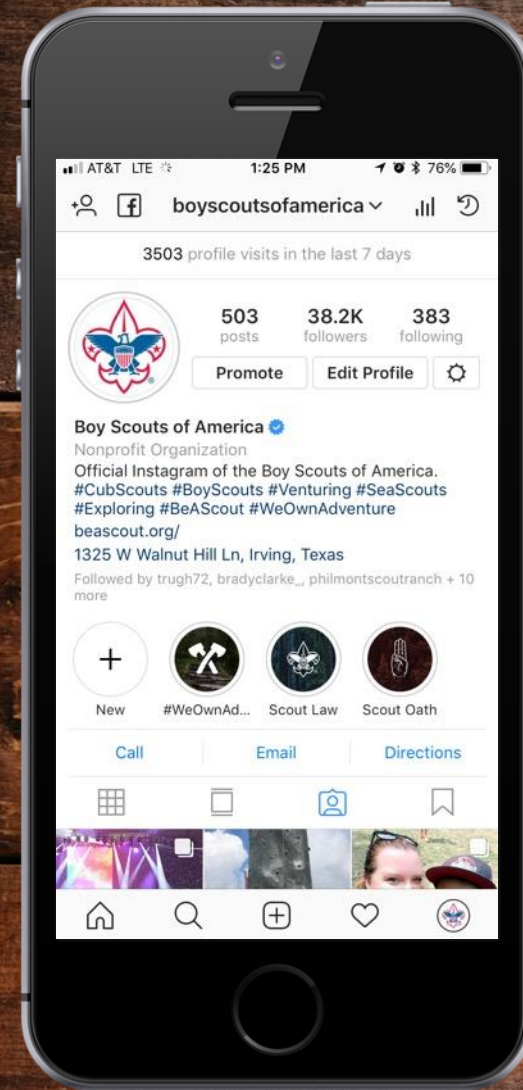 AT&T LTE 1:25 PM 76%
boyscoutsofamerica
3503 profile visits in the last 7 days
503 38.2K 383
posts followers following
Promote Edit Profile
Boy Scouts of America
Nonprofit Organization
Official Instagram of the Boy Scouts of America.
#CubScouts #BoyScouts #Venturing #SeaScouts
#Exploring #BeAScout #WeOwnAdventure
beascout.org/
1325 W Walnut Hill Ln, Irving, Texas
Followed by trugh72, bradyclarke_, philmontscoutranch + 10
more
New #WeOwnAd... Scout Law Scout Oath
Call Email Directions